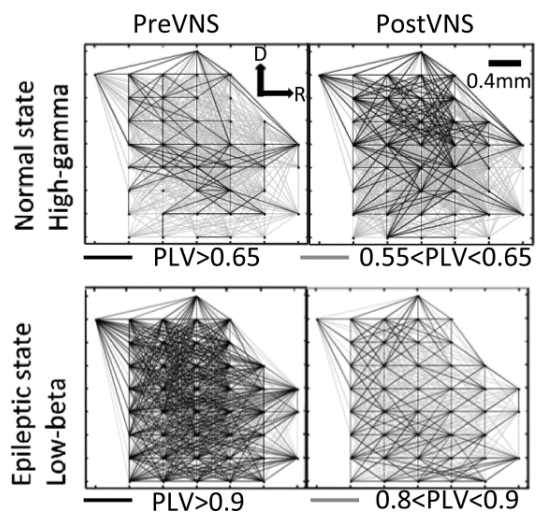 PreVNS PostVNS
D
R
0.4mm
Normal state
High-gamma
PLV>0.65 0.55<PLV<0.65
Epileptic state
Low-beta
PLV>0.9 0.8<PLV<0.9